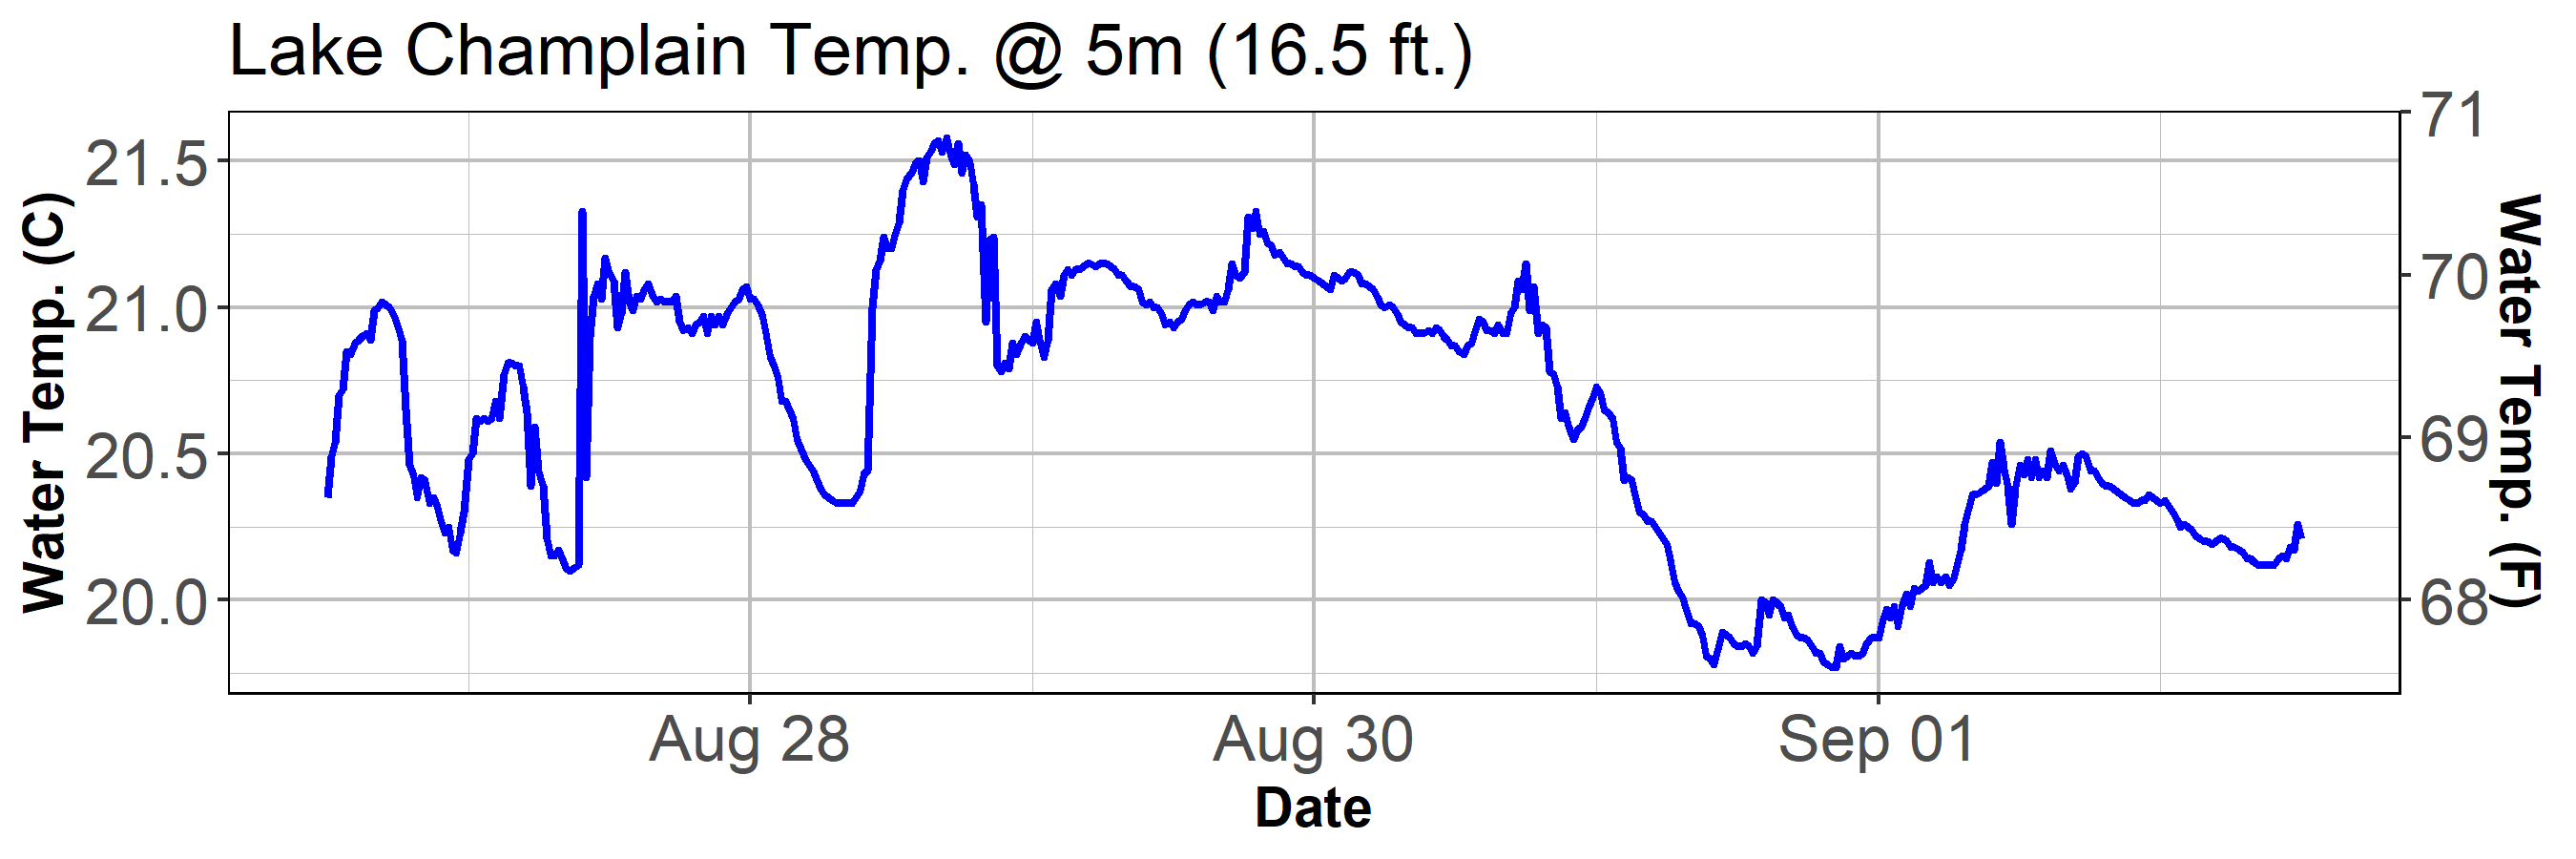 Lake Champlain Temp. @ 5m (16.5 ft.)
Water Temp. (C)
21.5
21.0
20.5
20.0
71
70
69
68
Water Temp. (F)
Aug 28 Aug 30 Sep 01
Date